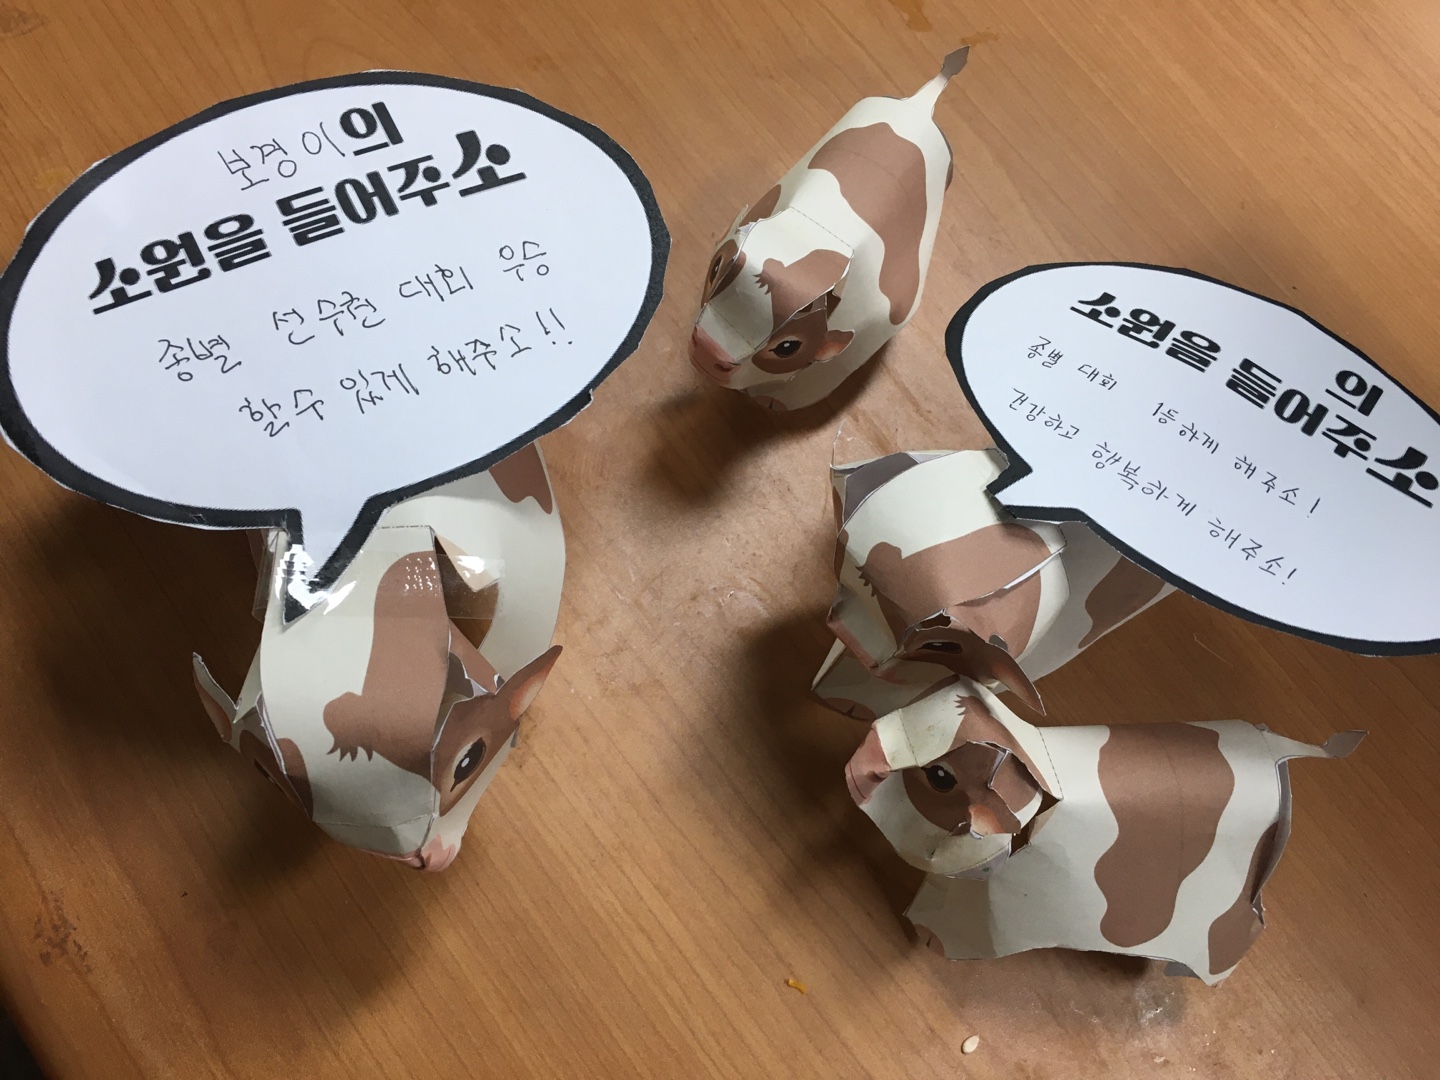 보경이의
소원을 들어주소
종별 선수권 대회 우승
할수 있게 해주소!!
의
소원을 들어주소
종별 대회 1등하게 해주소!
건강하고 행복하게 해주소!